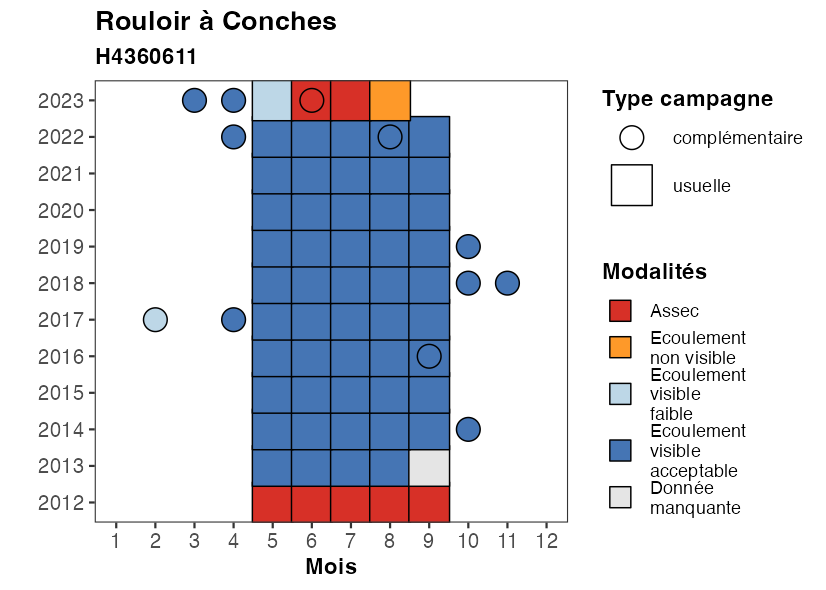 Rouloir à Conches
H4360611
2023
2022
2021
2020
2019
2018
2017
2016
2015
2014
2013
2012
1 2 3 4 5 6 7 8 9 10 11 12
Mois
Type campagne
complémentaire
usuelle
Modalités
Assec
Ecoulement
non visible
Ecoulement
visible
faible
Ecoulement
visible
acceptable
Donnée
manquante